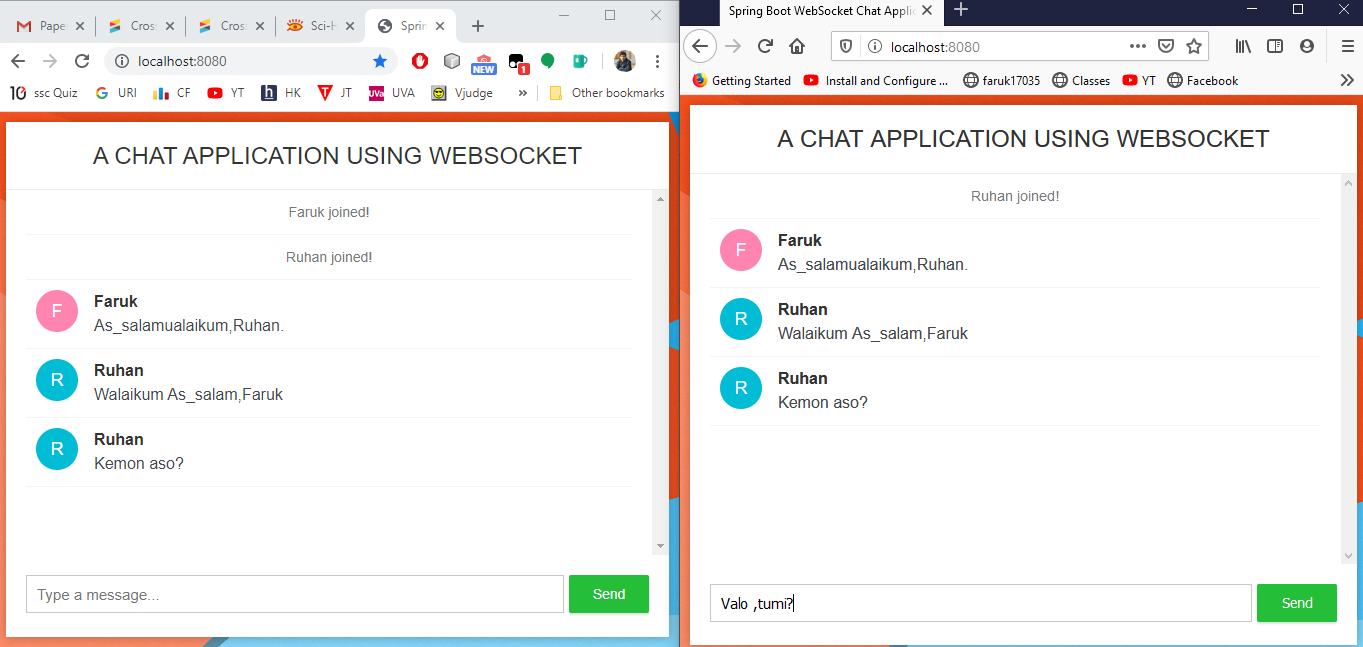 Pape
Cros
Cros
Sci-H
Sprin
localhost:8080
NEW
1
10 ssc Quiz
G URI
CF
YT
h HK
JT
UVa UVA
Vjudge
»
Other bookmarks
A CHAT APPLICATION USING WEBSOCKET
Faruk joined!
Ruhan joined!
F
Faruk
As_salamualaikum,Ruhan.
R
Ruhan
Walaikum As_salam,Faruk
R
Ruhan
Kemon aso?
Type a message...
Send
Spring Boot WebSocket Chat Applic
localhost:8080
Getting Started
Install and Configure ...
faruk17035
Classes
YT
Facebook
A CHAT APPLICATION USING WEBSOCKET
Ruhan joined!
F
Faruk
As_salamualaikum,Ruhan.
R
Ruhan
Walaikum As_salam,Faruk
R
Ruhan
Kemon aso?
Valo ,tumi?
Send